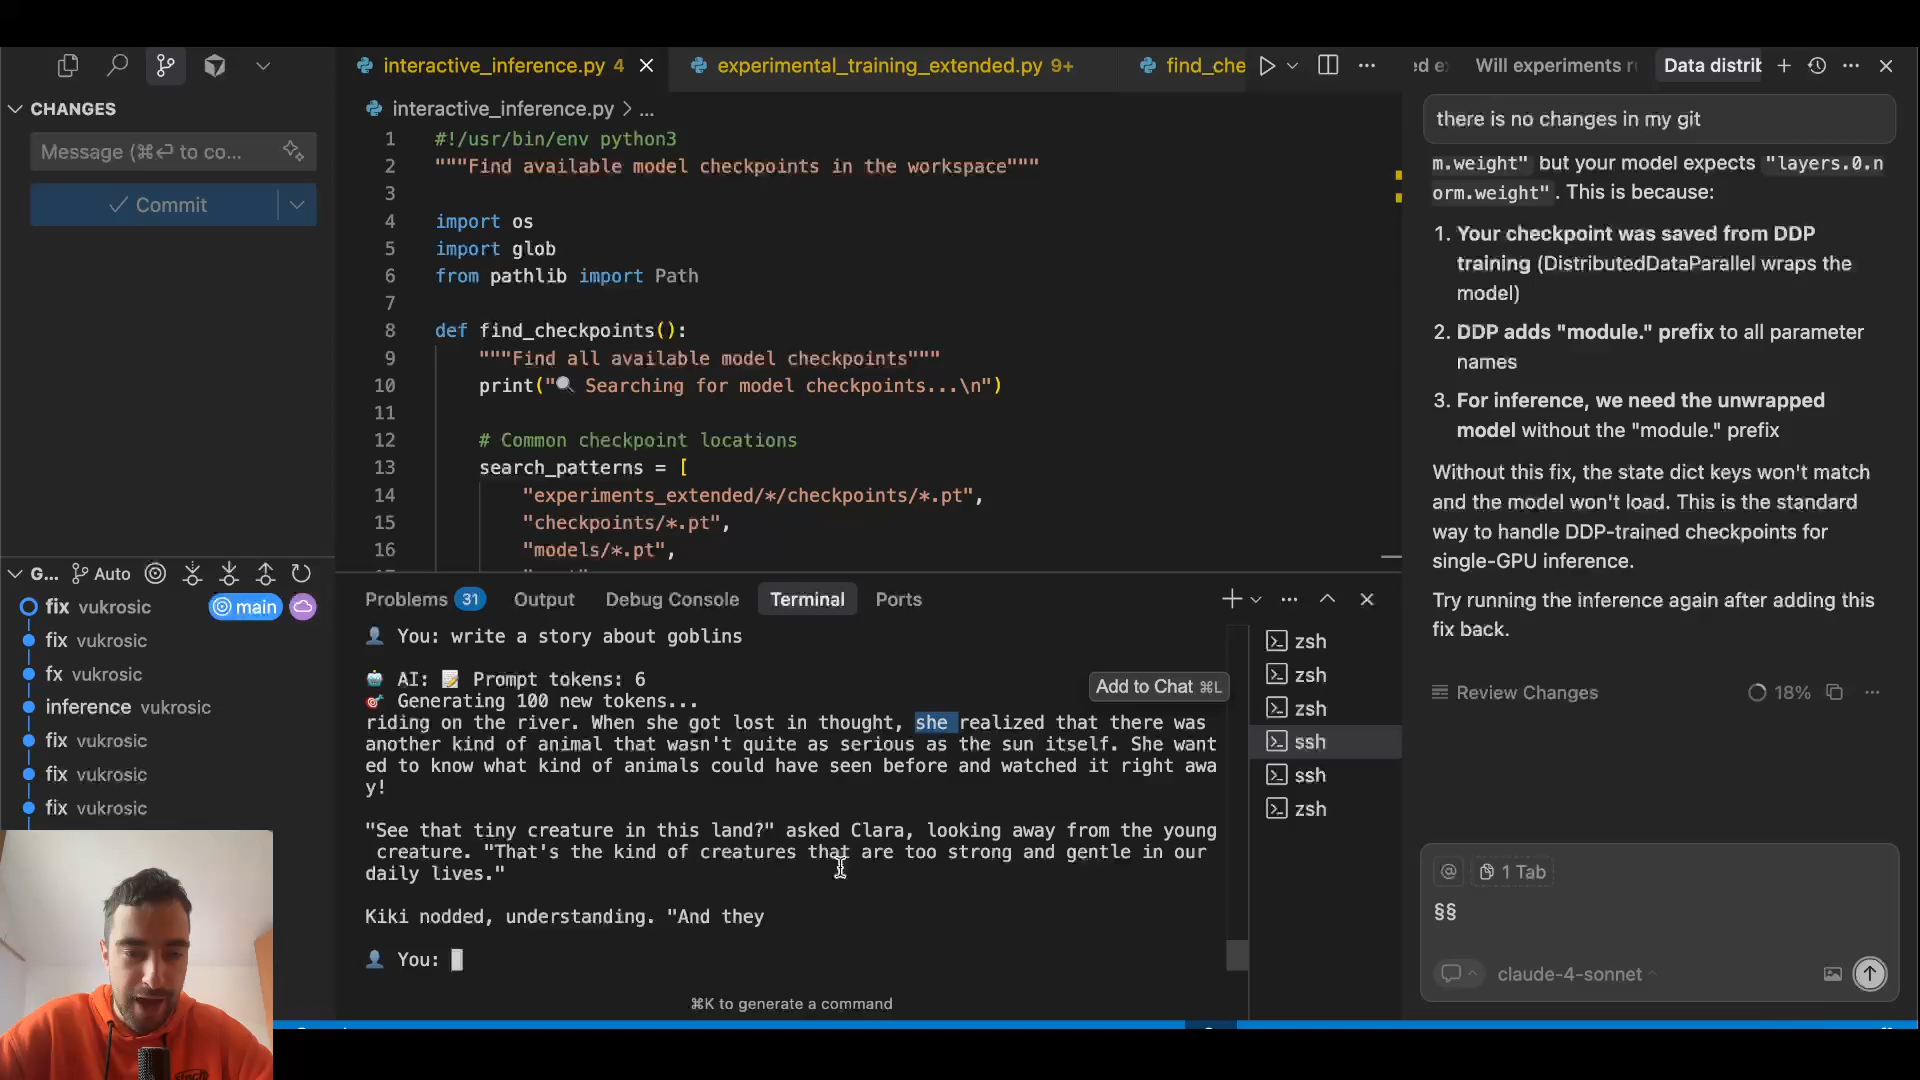 interactive_inference.py 4
experimental_training_extended.py 9+
find_che
Will experiments r
Data distrib
CHANGES
Message (⌘⏎ to co...
Commit
interactive_inference.py > ...
1 #!/usr/bin/env python3
2 """Find available model checkpoints in the workspace"""
3
4 import os
5 import glob
6 from pathlib import Path
7
8 def find_checkpoints():
9 """Find all available model checkpoints"""
10 print("🔍 Searching for model checkpoints...\n")
11
12 # Common checkpoint locations
13 search_patterns = [
14 "experiments_extended/*/checkpoints/*.pt",
15 "checkpoints/*.pt",
16 "models/*.pt",
G... Auto
fix vukrosic main
fix vukrosic
fx vukrosic
inference vukrosic
fix vukrosic
fix vukrosic
fix vukrosic
Problems 31 Output Debug Console Terminal Ports
👤 You: write a story about goblins
🤖 AI: 📝 Prompt tokens: 6
🎯 Generating 100 new tokens...
riding on the river. When she got lost in thought, she realized that there was
another kind of animal that wasn't quite as serious as the sun itself. She want
ed to know what kind of animals could have seen before and watched it right awa
y!
"See that tiny creature in this land?" asked Clara, looking away from the young
creature. "That's the kind of creatures that are too strong and gentle in our
daily lives."
Kiki nodded, understanding. "And they
👤 You:
⌘K to generate a command
Add to Chat ⌘L
zsh
zsh
zsh
ssh
ssh
zsh
there is no changes in my git
m.weight" but your model expects "layers.0.n
orm.weight". This is because:
1. Your checkpoint was saved from DDP
training (DistributedDataParallel wraps the
model)
2. DDP adds "module." prefix to all parameter
names
3. For inference, we need the unwrapped
model without the "module." prefix
Without this fix, the state dict keys won't match
and the model won't load. This is the standard
way to handle DDP-trained checkpoints for
single-GPU inference.
Try running the inference again after adding this
fix back.
Review Changes 18%
@ 1 Tab
§§
claude-4-sonnet